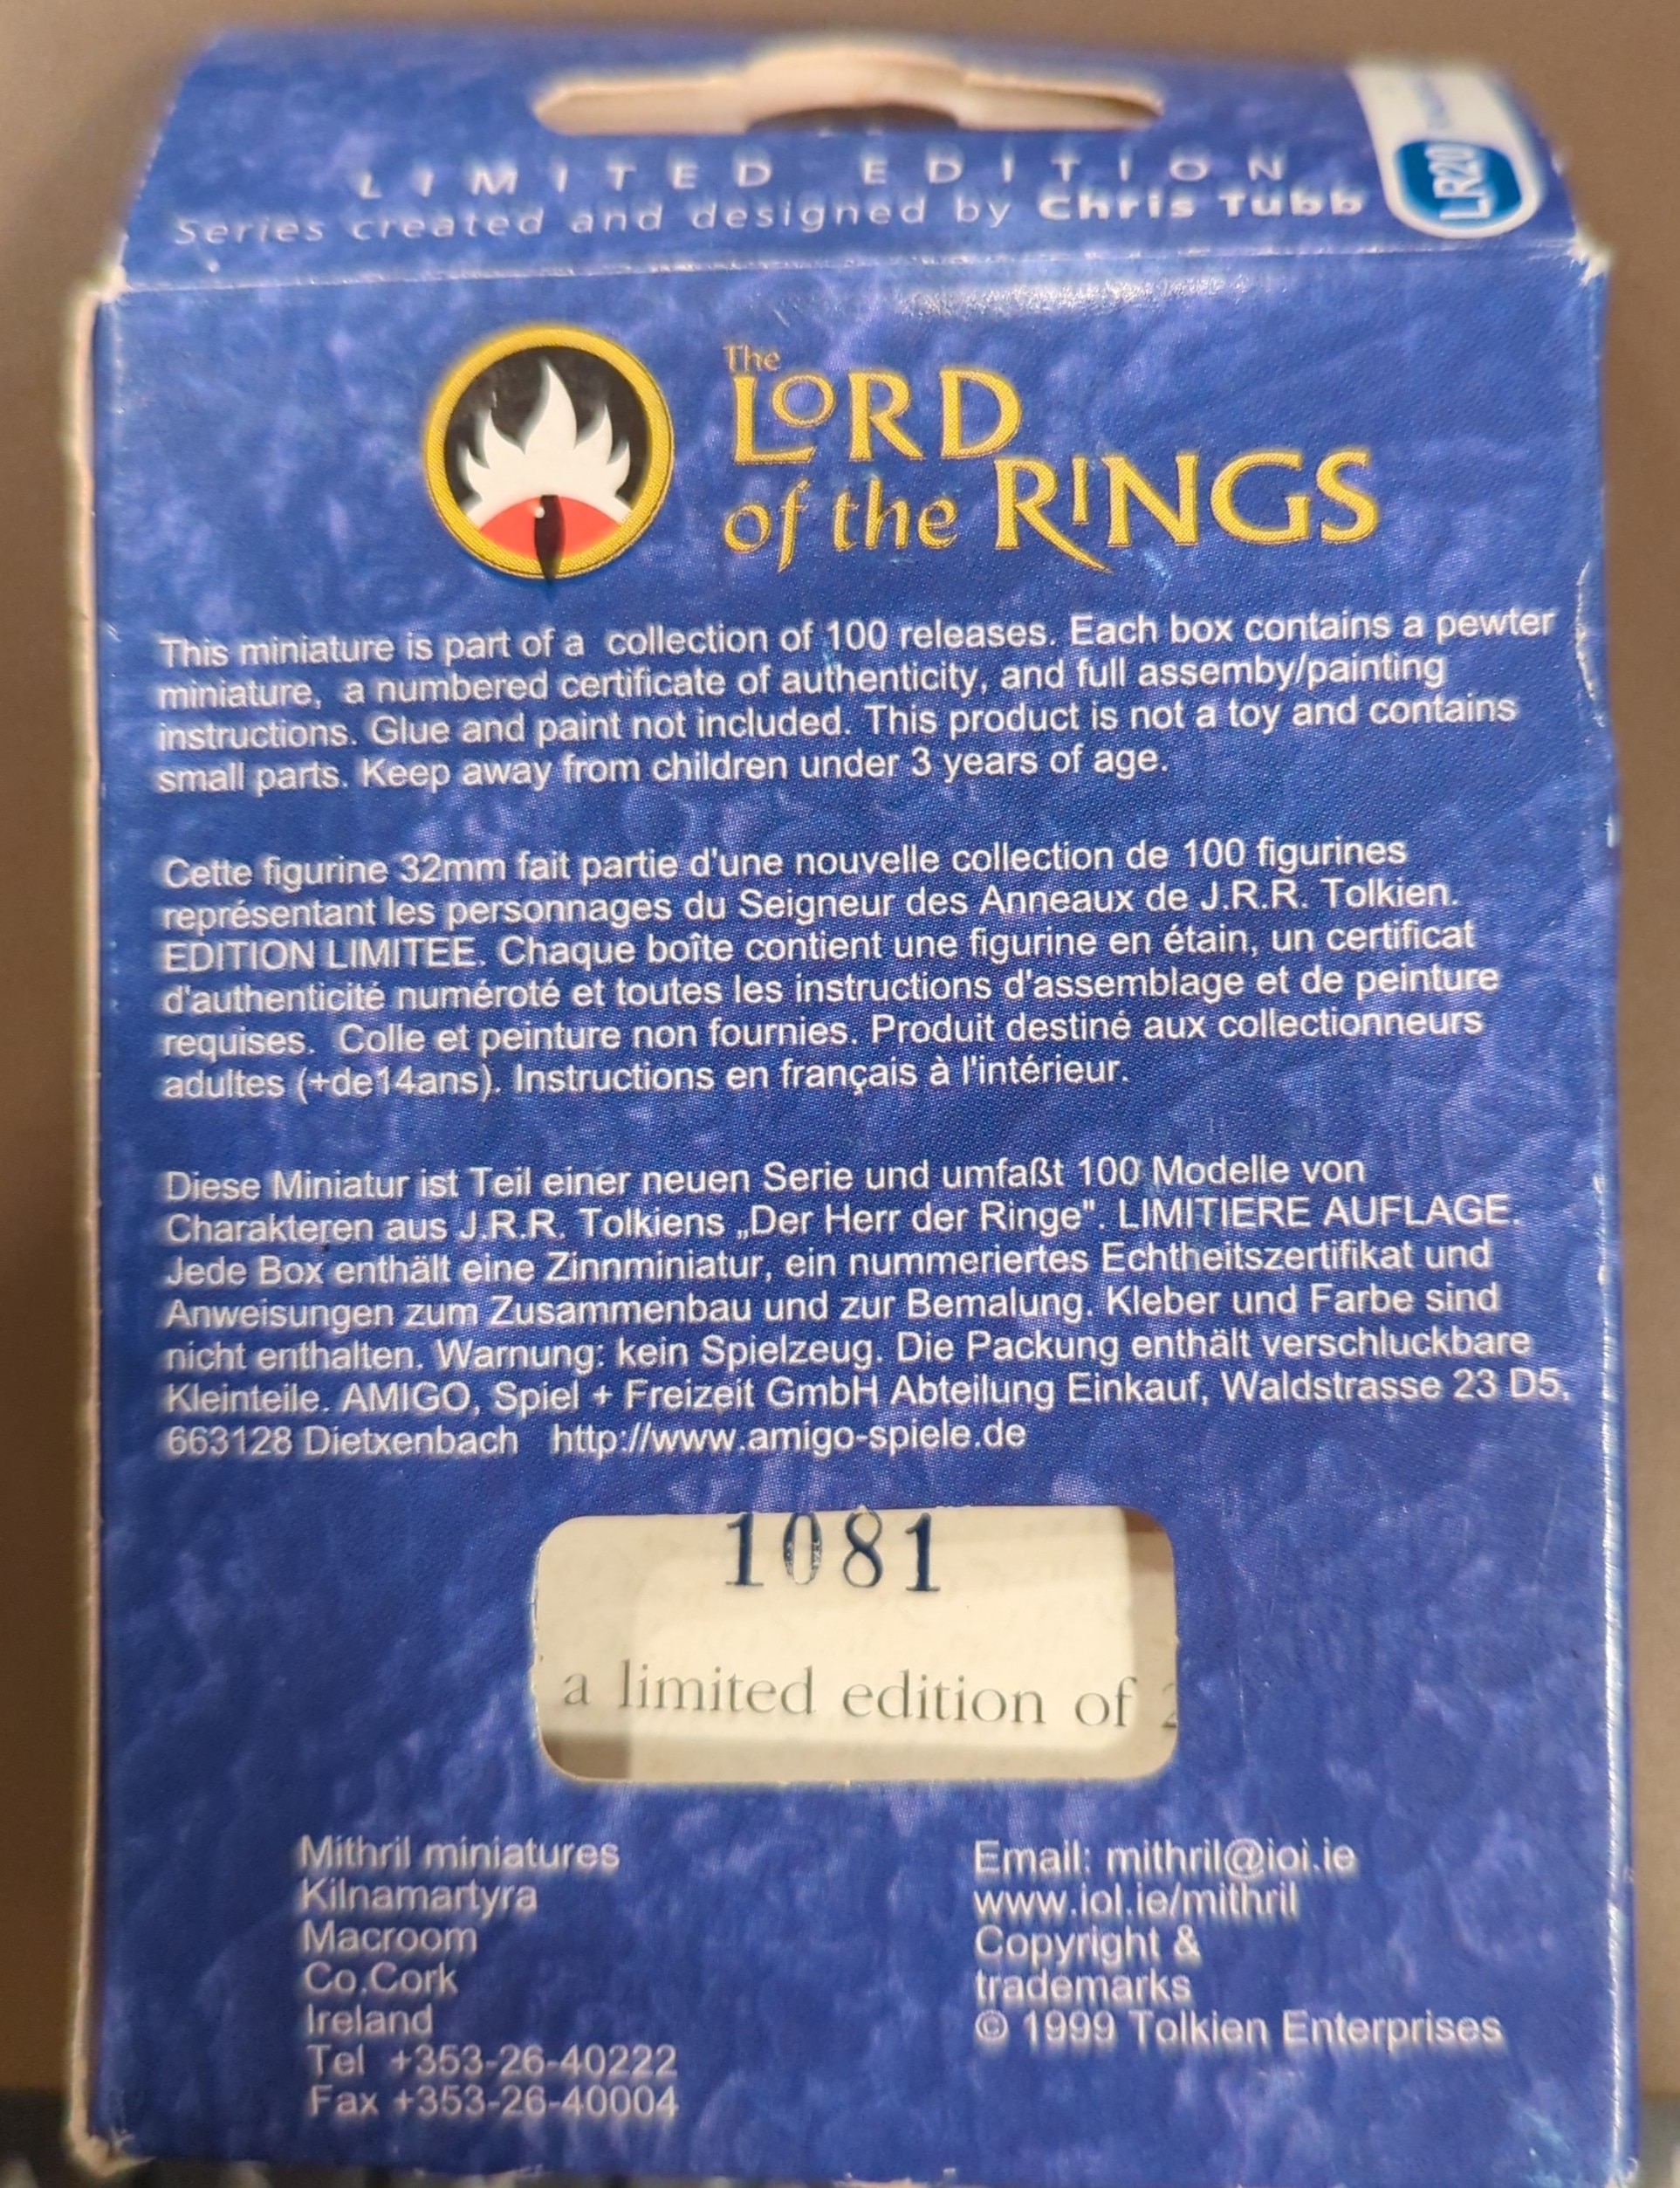 LIMITED EDITION
Series created and designed by Chris Tubb
LR20
The
LORD
of the RINGS
This miniature is part of a collection of 100 releases. Each box contains a pewter
miniature, a numbered certificate of authenticity, and full assemby/painting
instructions. Glue and paint not included. This product is not a toy and contains
small parts. Keep away from children under 3 years of age.
Cette figurine 32mm fait partie d'une nouvelle collection de 100 figurines
représentant les personnages du Seigneur des Anneaux de J.R.R. Tolkien.
EDITION LIMITEE. Chaque boîte contient une figurine en étain, un certificat
d'authenticité numéroté et toutes les instructions d'assemblage et de peinture
requises. Colle et peinture non fournies. Produit destiné aux collectionneurs
adultes (+de14ans). Instructions en français à l'intérieur.
Diese Miniatur ist Teil einer neuen Serie und umfaßt 100 Modelle von
Charakteren aus J.R.R. Tolkiens „Der Herr der Ringe". LIMITIERE AUFLAGE.
Jede Box enthält eine Zinnminiatur, ein nummeriertes Echtheitszertifikat und
Anweisungen zum Zusammenbau und zur Bemalung. Kleber und Farbe sind
nicht enthalten. Warnung: kein Spielzeug. Die Packung enthält verschluckbare
Kleinteile. AMIGO, Spiel + Freizeit GmbH Abteilung Einkauf, Waldstrasse 23 D5,
663128 Dietxenbach http://www.amigo-spiele.de
1081
a limited edition of
Mithril miniatures
Kilnamartyra
Macroom
Co.Cork
Ireland
Tel +353-26-40222
Fax +353-26-40004
Email: mithril@ioi.ie
www.iol.ie/mithril
Copyright &
trademarks
© 1999 Tolkien Enterprises